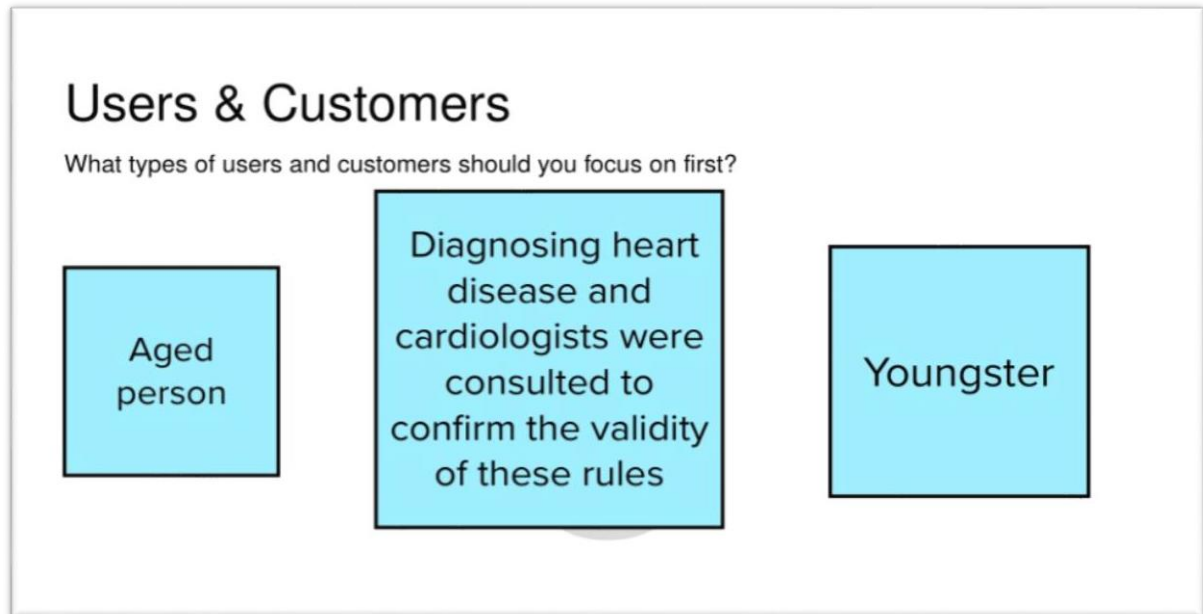 Users & Customers
What types of users and customers should you focus on first?
Aged
person
Diagnosing heart
disease and
cardiologists were
consulted to
confirm the validity
of these rules
Youngster